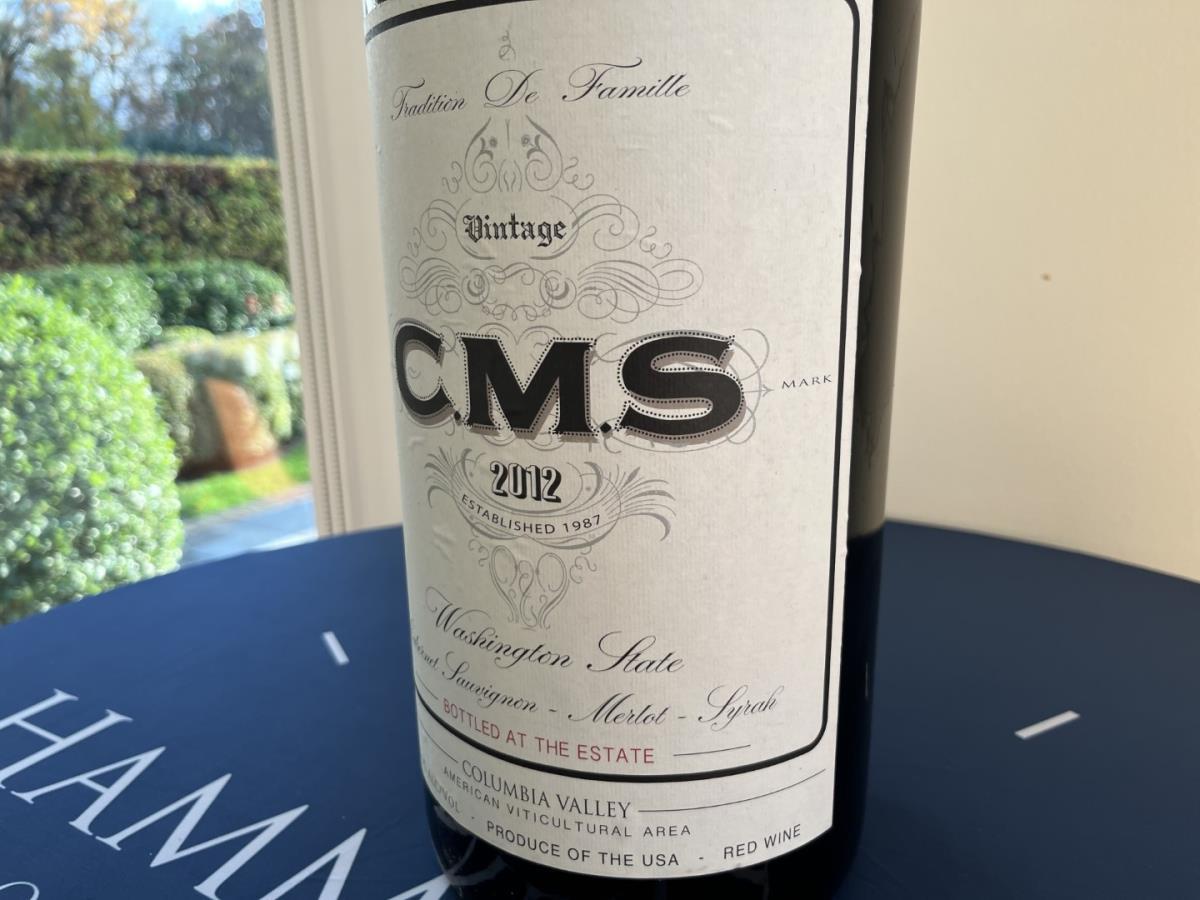 Tradition De Famille
Vintage
C.M.S
MARK
2012
ESTABLISHED 1987
Washington State
Sauvignon - Merlot - Syrah
BOTTLED AT THE ESTATE
COLUMBIA VALLEY
AMERICAN VITICULTURAL AREA
PRODUCE OF THE USA - RED WINE
HAMM